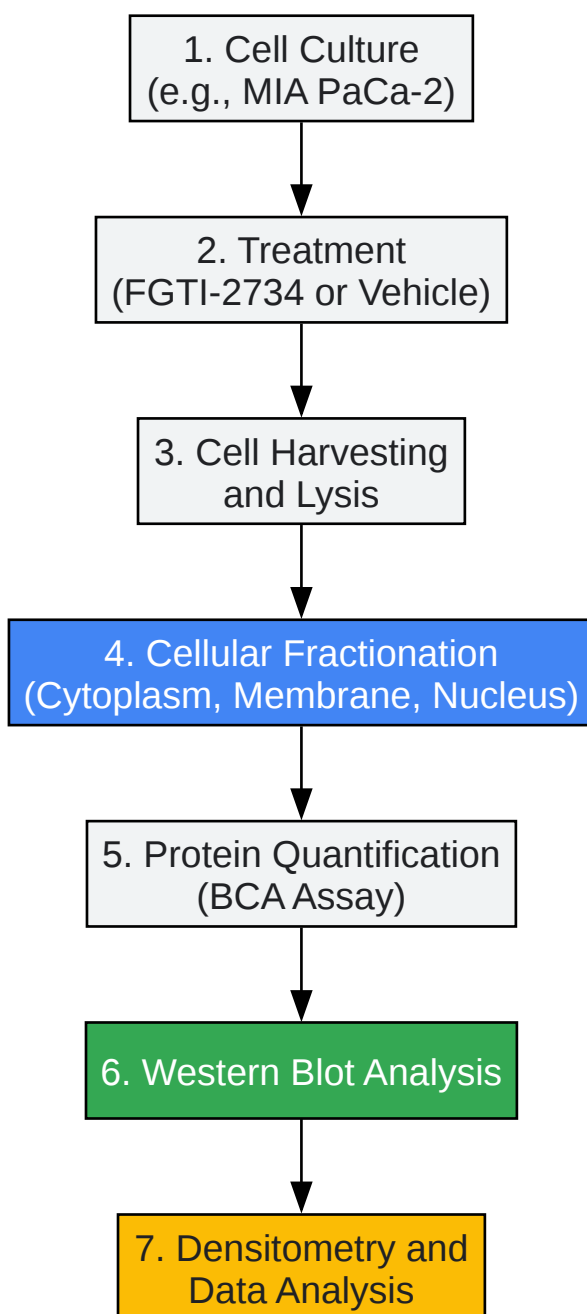 1. Cell Culture
(e.g., MIA PaCa-2)
2. Treatment
(FGTI-2734 or Vehicle)
3. Cell Harvesting
and Lysis
4. Cellular Fractionation
(Cytoplasm, Membrane, Nucleus)
5. Protein Quantification
(BCA Assay)
6. Western Blot Analysis
7. Densitometry and
Data Analysis